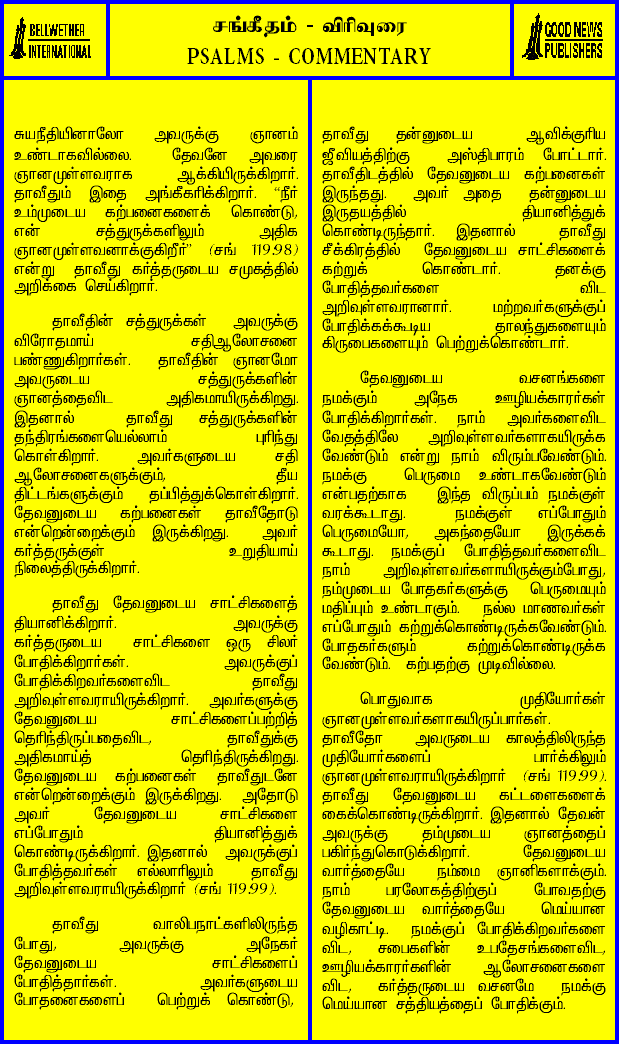 BELLWETHER
INTERNATIONAL
சங்கீதம் - விரிவுரை
PSALMS - COMMENTARY
GOOD NEWS
PUBLISHERS
சுயநீதியினாலோ அவருக்கு ஞானம்
உண்டாகவில்லை. தேவனே அவரை
ஞானமுள்ளவராக ஆக்கியிருக்கிறார்.
தாவீதும் இதை அங்கீகரிக்கிறார். “நீர்
உம்முடைய கற்பனைகளைக் கொண்டு,
என் சத்துருக்களிலும் அதிக
ஞானமுள்ளவனாக்குகிறீர்” (சங் 119.98)
என்று தாவீது கர்த்தருடைய சமுகத்தில்
அறிக்கை செய்கிறார்.
தாவீதின் சத்துருக்கள் அவருக்கு
விரோதமாய் சதிஆலோசனை
பண்ணுகிறார்கள். தாவீதின் ஞானமோ
அவருடைய சத்துருக்களின்
ஞானத்தைவிட அதிகமாயிருக்கிறது.
இதனால் தாவீது சத்துருக்களின்
தந்திரங்களையெல்லாம் புரிந்து
கொள்கிறார். அவர்களுடைய சதி
ஆலோசனைகளுக்கும், தீய
திட்டங்களுக்கும் தப்பித்துக்கொள்கிறார்.
தேவனுடைய கற்பனைகள் தாவீதோடு
என்றென்றைக்கும் இருக்கிறது. அவர்
கர்த்தருக்குள் உறுதியாய்
நிலைத்திருக்கிறார்.
தாவீது தேவனுடைய சாட்சிகளைத்
தியானிக்கிறார். அவருக்கு
கர்த்தருடைய சாட்சிகளை ஒரு சிலர்
போதிக்கிறார்கள். அவருக்குப்
போதிக்கிறவர்களைவிட தாவீது
அறிவுள்ளவராயிருக்கிறார். அவர்களுக்கு
தேவனுடைய சாட்சிகளைப்பற்றித்
தெரிந்திருப்பதைவிட, தாவீதுக்கு
அதிகமாய்த் தெரிந்திருக்கிறது.
தேவனுடைய கற்பனைகள் தாவீதுடனே
என்றென்றைக்கும் இருக்கிறது. அதோடு
அவர் தேவனுடைய சாட்சிகளை
எப்போதும் தியானித்துக்
கொண்டிருக்கிறார். இதனால் அவருக்குப்
போதித்தவர்கள் எல்லாரிலும் தாவீது
அறிவுள்ளவராயிருக்கிறார் (சங் 119.99).
தாவீது வாலிபநாட்களிலிருந்த
போது, அவருக்கு அநேகர்
தேவனுடைய சாட்சிகளைப்
போதித்தார்கள். அவர்களுடைய
போதனைகளைப் பெற்றுக் கொண்டு,
தாவீது தன்னுடைய ஆவிக்குரிய
ஜீவியத்திற்கு அஸ்திபாரம் போட்டார்.
தாவீதிடத்தில் தேவனுடைய கற்பனைகள்
இருந்தது. அவர் அதை தன்னுடைய
இருதயத்தில் தியானித்துக்
கொண்டிருந்தார். இதனால் தாவீது
சீக்கிரத்தில் தேவனுடைய சாட்சிகளைக்
கற்றுக் கொண்டார். தனக்கு
போதித்தவர்களை விட
அறிவுள்ளவரானார். மற்றவர்களுக்குப்
போதிக்கக்கூடிய தாலந்துகளையும்
கிருபைகளையும் பெற்றுக்கொண்டார்.
தேவனுடைய வசனங்களை
நமக்கும் அநேக ஊழியக்காரர்கள்
போதிக்கிறார்கள். நாம் அவர்களைவிட
வேதத்திலே அறிவுள்ளவர்களாகயிருக்க
வேண்டும் என்று நாம் விரும்பவேண்டும்.
நமக்கு பெருமை உண்டாகவேண்டும்
என்பதற்காக இந்த விருப்பம் நமக்குள்
வரக்கூடாது. நமக்குள் எப்போதும்
பெருமையோ, அகந்தையோ இருக்கக்
கூடாது. நமக்குப் போதித்தவர்களைவிட
நாம் அறிவுள்ளவர்களாயிருக்கும்போது,
நம்முடைய போதகர்களுக்கு பெருமையும்
மதிப்பும் உண்டாகும். நல்ல மாணவர்கள்
எப்போதும் கற்றுக்கொண்டிருக்கவேண்டும்.
போதகர்களும் கற்றுக்கொண்டிருக்க
வேண்டும். கற்பதற்கு முடிவில்லை.
பொதுவாக முதியோர்கள்
ஞானமுள்ளவர்களாகயிருப்பார்கள்.
தாவீதோ அவருடைய காலத்திலிருந்த
முதியோர்களைப் பார்க்கிலும்
ஞானமுள்ளவராயிருக்கிறார் (சங் 119.99).
தாவீது தேவனுடைய கட்டளைகளைக்
கைக்கொண்டிருக்கிறார். இதனால் தேவன்
அவருக்கு தம்முடைய ஞானத்தைப்
பகிர்ந்துகொடுக்கிறார். தேவனுடைய
வார்த்தையே நம்மை ஞானிகளாக்கும்.
நாம் பரலோகத்திற்குப் போவதற்கு
தேவனுடைய வார்த்தையே மெய்யான
வழிகாட்டி. நமக்குப் போதிக்கிறவர்களை
விட, சபைகளின் உபதேசங்களைவிட,
ஊழியக்காரர்களின் ஆலோசனைகளை
விட, கர்த்தருடைய வசனமே நமக்கு
மெய்யான சத்தியத்தைப் போதிக்கும்.